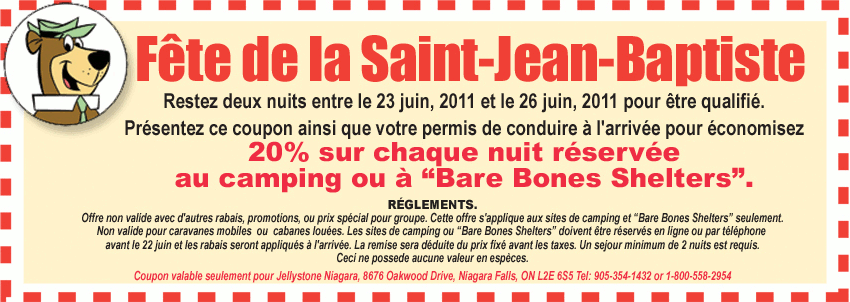 Fête de la Saint-Jean-Baptiste
Restez deux nuits entre le 23 juin, 2011 et le 26 juin, 2011 pour être qualifié.
Présentez ce coupon ainsi que votre permis de conduire à l'arrivée pour économisez
20% sur chaque nuit réservée
au camping ou à “Bare Bones Shelters”.
RÉGLEMENTS.
Offre non valide avec d'autres rabais, promotions, ou prix spécial pour groupe. Cette offre s'applique aux sites de camping et “Bare Bones Shelters” seulement.
Non valide pour caravanes mobiles ou cabanes louées. Les sites de camping ou “Bare Bones Shelters” doivent être réservés en ligne ou par téléphone
avant le 22 juin et les rabais seront appliqués à l'arrivée. La remise sera déduite du prix fixé avant les taxes. Un sejour minimum de 2 nuits est requis.
Ceci ne possede aucune valeur en espèces.
Coupon valable seulement pour Jellystone Niagara, 8676 Oakwood Drive, Niagara Falls, ON L2E 6S5 Tel: 905-354-1432 or 1-800-558-2954